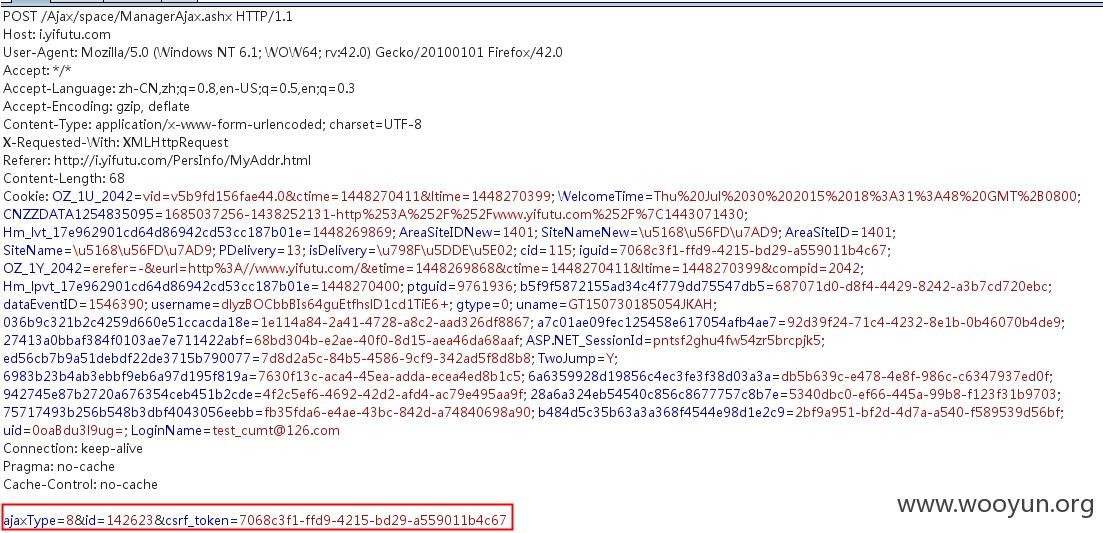 POST /Ajax/space/ManagerAjax.ashx HTTP/1.1
Host: i.yifutu.com
User-Agent: Mozilla/5.0 (Windows NT 6.1; WOW64; rv:42.0) Gecko/20100101 Firefox/42.0
Accept: */*
Accept-Language: zh-CN,zh;q=0.8,en-US;q=0.5,en;q=0.3
Accept-Encoding: gzip, deflate
Content-Type: application/x-www-form-urlencoded; charset=UTF-8
X-Requested-With: XMLHttpRequest
Referer: http://i.yifutu.com/PersInfo/MyAddr.html
Content-Length: 68
Cookie: OZ_1U_2042=vid=v5b9fd156fae44.0&ctime=1448270411&ltime=1448270399; WelcomeTime=Thu%20Jul%2030%202015%2018%3A31%3A48%20GMT%2B0800;
CNZZDATA1254835095=1685037256-1438252131-http%253A%252F%252Fwww.yifutu.com%252F%7C1443071430;
Hm_lvt_17e962901cd64d86942cd53cc187b01e=1448269869; AreaSiteIDNew=1401; SiteNameNew=\u5168\u56FD\u7AD9; AreaSiteID=1401;
SiteName=\u5168\u56FD\u7AD9; PDelivery=13; isDelivery=\u798F\u5DDE\u5E02; cid=115; iguid=7068c3f1-ffd9-4215-bd29-a559011b4c67;
OZ_1Y_2042=erefer=-&eurl=http%3A//www.yifutu.com/&etime=1448269868&ctime=1448270411&ltime=1448270399&compid=2042;
Hm_lpvt_17e962901cd64d86942cd53cc187b01e=1448270400; ptguid=9761936; b5f9f5872155ad34c4f779dd75547db5=687071d0-d8f4-4429-8242-a3b7cd720ebc;
dataEventID=1546390; username=dlyzBOCbbBIs64guEtfhslD1cd1TiE6+; gtype=0; uname=GT150730185054JKAH;
036b9c321b2c4259d660e51ccacda18e=1e114a84-2a41-4728-a8c2-aad326df8867; a7c01ae09fec125458e617054afb4ae7=92d39f24-71c4-4232-8e1b-0b46070b4de9;
27413a0bbaf384f0103ae7e711422abf=68bd304b-e2ae-40f0-8d15-aea46da68aaf; ASP.NET_SessionId=pntsf2ghu4fw54zr5brcpjk5;
ed56cb7b9a51debdf22de3715b790077=7d8d2a5c-84b5-4586-9cf9-342ad5f8d8b8; TwoJump=Y;
6983b23b4ab3ebbf9eb6a97d195f819a=7630f13c-aca4-45ea-adda-ecea4ed8b1c5; 6a6359928d19856c4ec3fe3f38d03a3a=db5b639c-e478-4e8f-986c-c6347937ed0f;
942745e87b2720a676354ceb451b2cde=4f2c5ef6-4692-42d2-afd4-ac79e495aa9f; 28a6a324eb54540c856c8677757c8b7e=5340dbc0-ef66-445a-99b8-f123f31b9703;
75717493b256b548b3dbf4043056eebb=fb35fda6-e4ae-43bc-842d-a74840698a90; b484d5c35b63a3a368f4544e98d1e2c9=2bf9a951-bf2d-4d7a-a540-f589539d56bf;
uid=0oaBdu3I9ug=; LoginName=test_cumt@126.com
Connection: keep-alive
Pragma: no-cache
Cache-Control: no-cache
ajaxType=8&id=142623&csrf_token=7068c3f1-ffd9-4215-bd29-a559011b4c67
www.wooyun.org